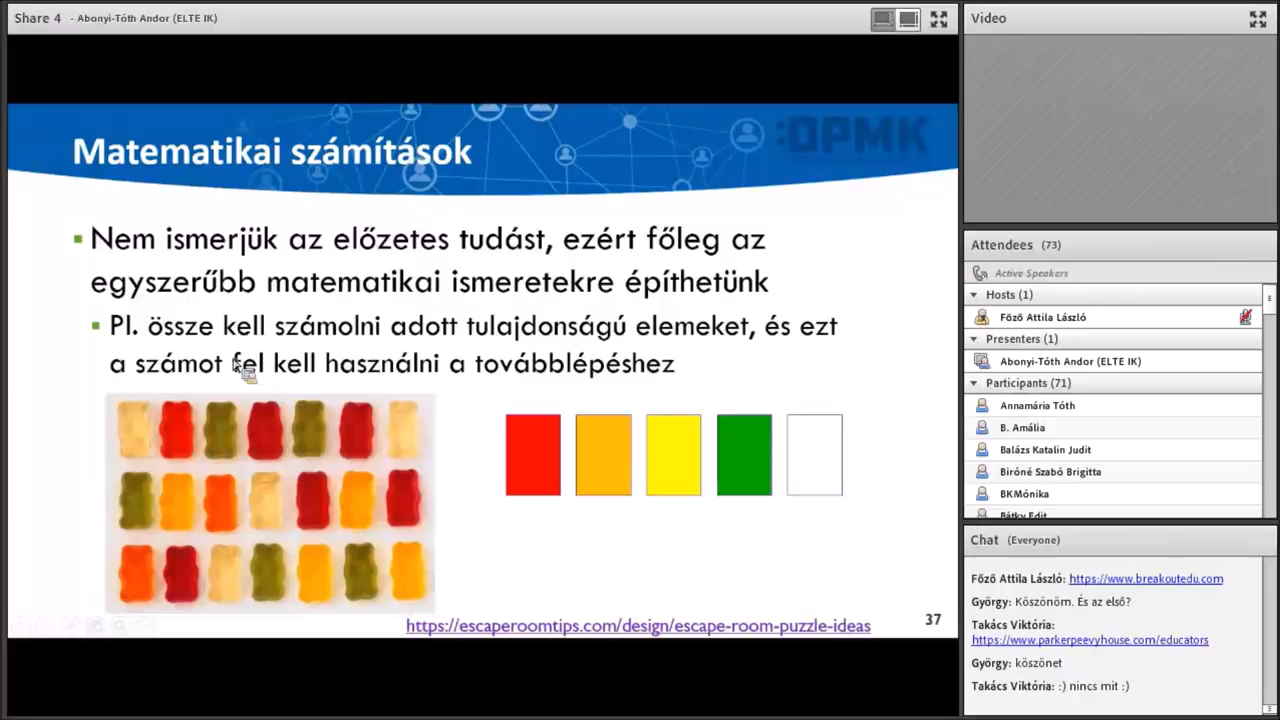 Share 4 - Abonyi-Tóth Andor (ELTE IK)
:OPMK
Matematikai számítások
Nem ismerjük az előzetes tudást, ezért főleg az
egyszerűbb matematikai ismeretekre építhetünk
Pl. össze kell számolni adott tulajdonságú elemeket, és ezt
a számot fel kell használni a továbblépéshez
https://escaperoomtips.com/design/escape-room-puzzle-ideas
37
Video
Attendees (73)
Active Speakers
Hosts (1)
Főző Attila László
Presenters (1)
Abonyi-Tóth Andor (ELTE IK)
Participants (71)
Annamária Tóth
B. Amália
Balázs Katalin Judit
Biróné Szabó Brigitta
BKMónika
Bátky Edit
Chat (Everyone)
Főző Attila László: https://www.breakoutedu.com
György: Köszönöm. És az első?
Takács Viktória:
https://www.parkerpeevyhouse.com/educators
György: köszönet
Takács Viktória: :) nincs mit :)